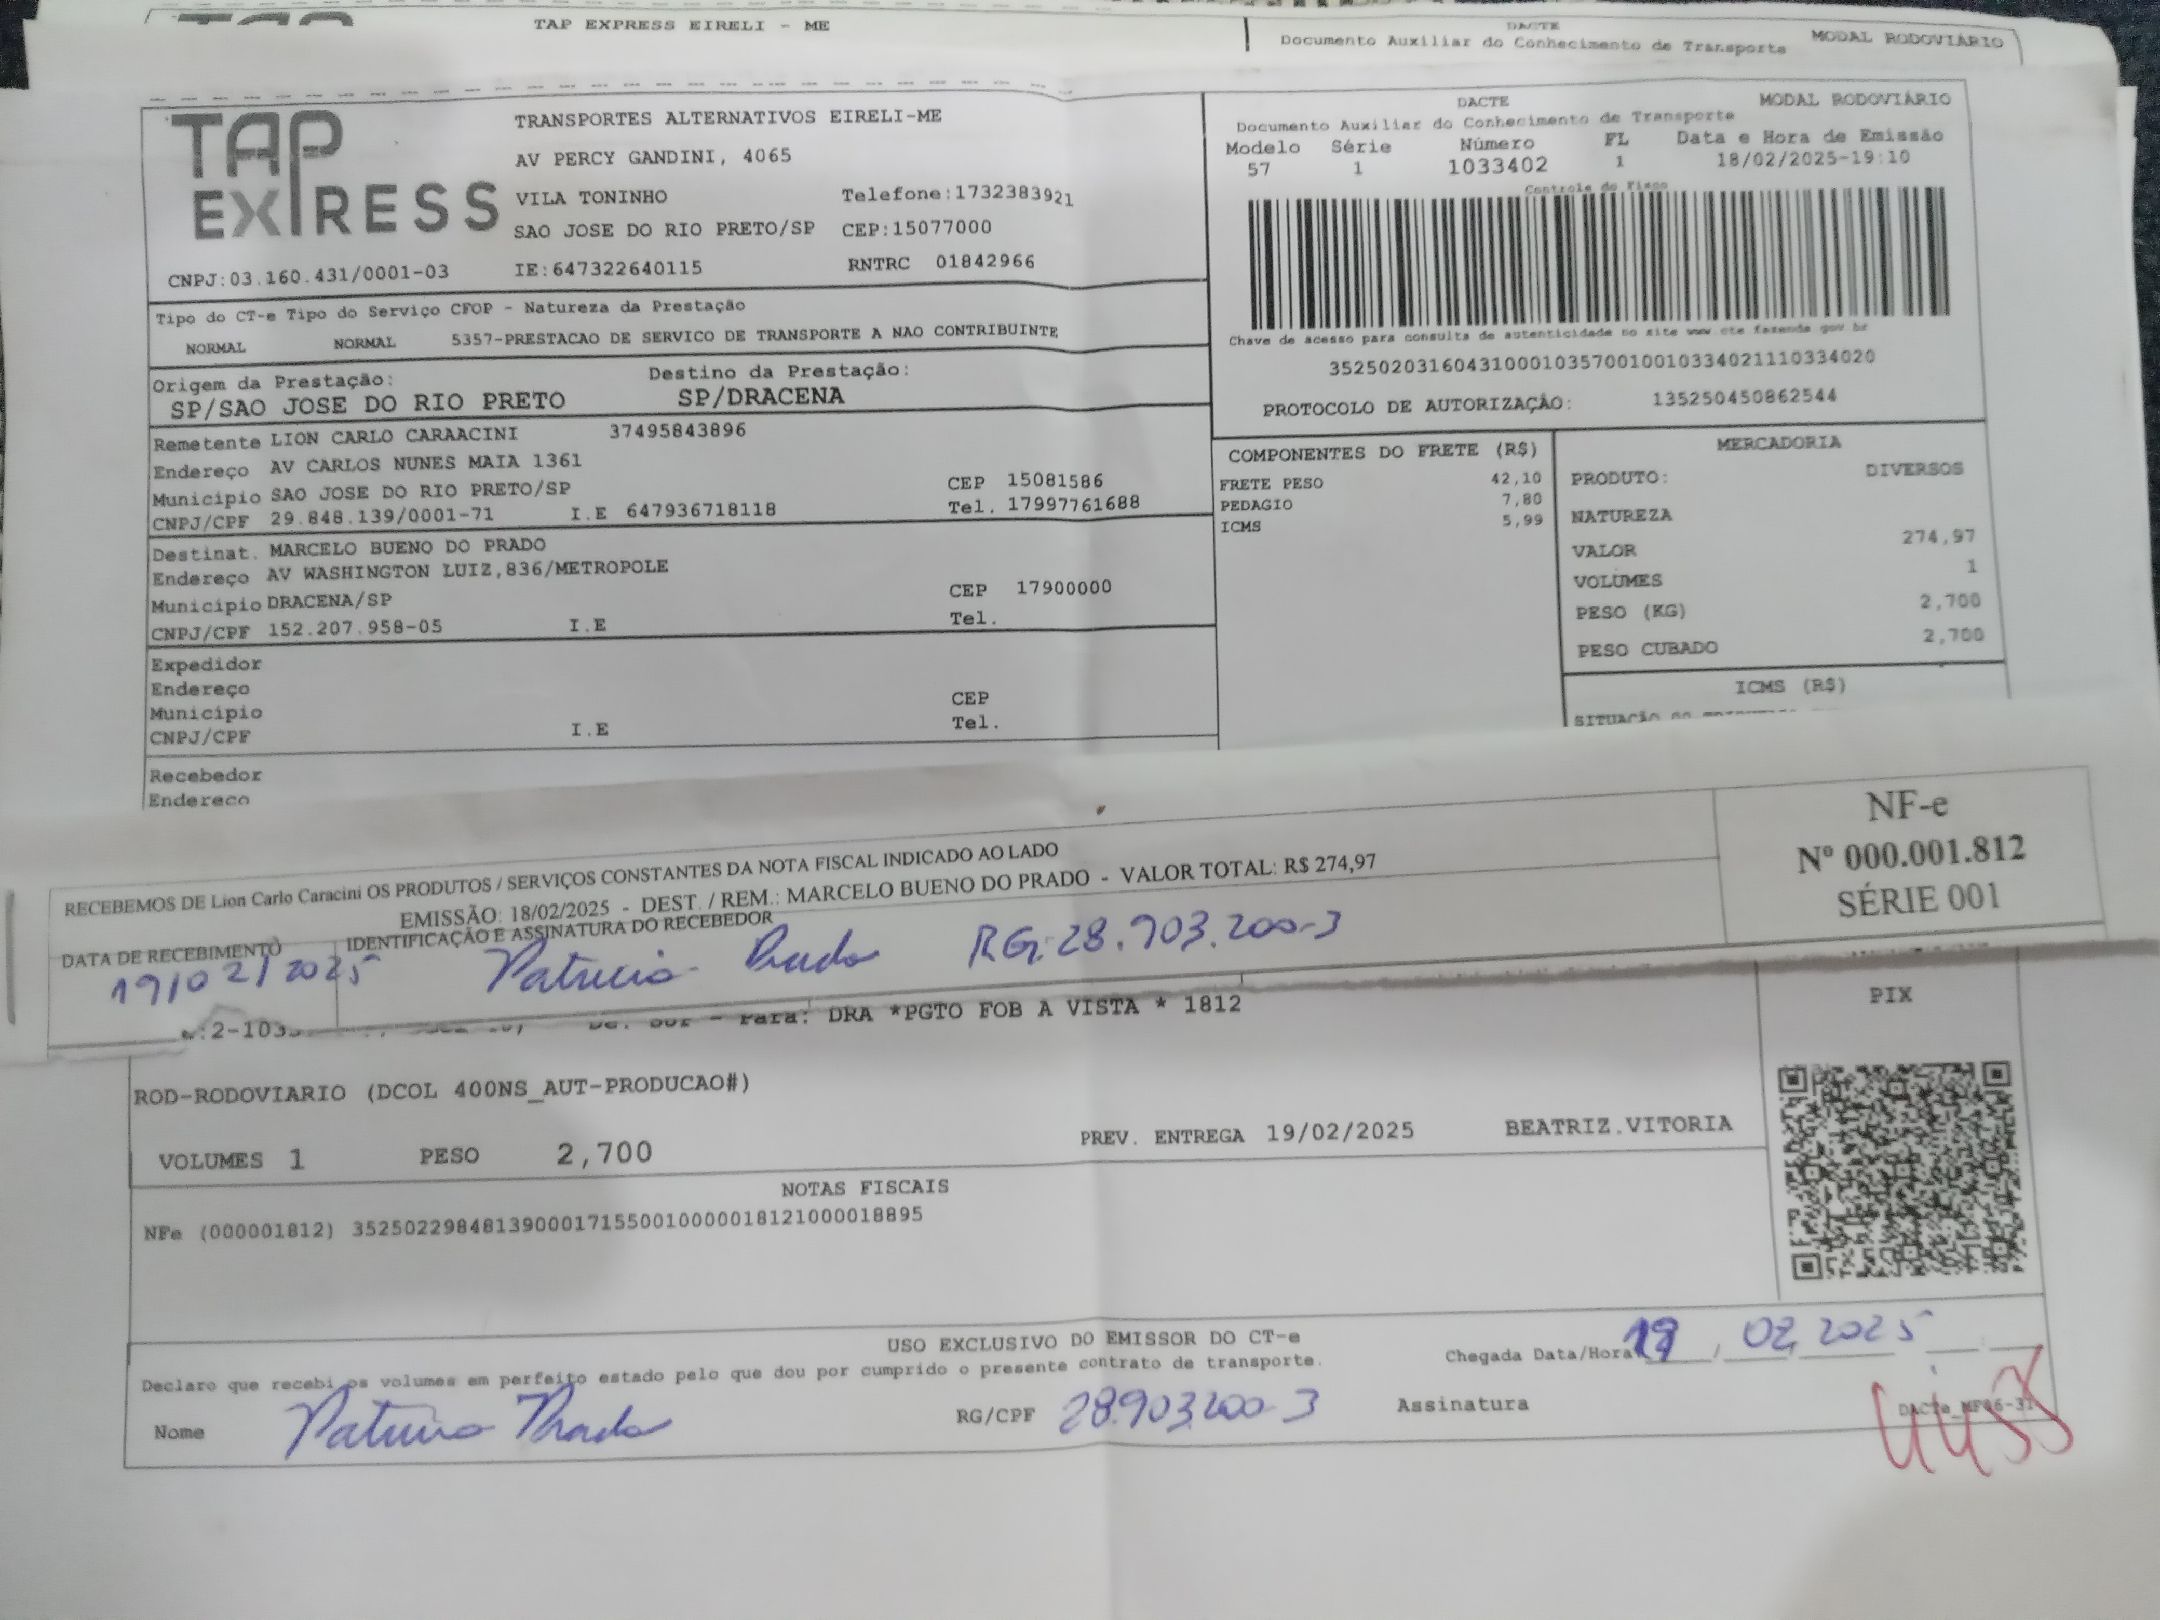 TAP EXPRESS EIRELI - ME
DACTE
Documento Auxiliar do Conhecimento de Transporte
MODAL RODOVIÁRIO
TAP EXPRESS
TRANSPORTES ALTERNATIVOS EIRELI-ME
AV PERCY GANDINI, 4065
VILA TONINHO Telefone:1732383921
SAO JOSE DO RIO PRETO/SP CEP:15077000
CNPJ:03.160.431/0001-03 IE:647322640115 RNTRC 01842966
DACTE MODAL RODOVIÁRIO
Documento Auxiliar do Conhecimento de Transporte
Modelo Série Número FL Data e Hora de Emissão
57 1 1033402 1 18/02/2025-19:10
Controle do Fisco
Chave de acesso para consulta de autenticidade no site www.cte fazenda gov.br
35250203160431000103570010010334021110334020
PROTOCOLO DE AUTORIZAÇÃO: 135250450862544
Tipo do CT-e Tipo do Serviço CFOP - Natureza da Prestação
NORMAL NORMAL 5357-PRESTACAO DE SERVICO DE TRANSPORTE A NAO CONTRIBUINTE
Origem da Prestação: Destino da Prestação:
SP/SAO JOSE DO RIO PRETO SP/DRACENA
Remetente LION CARLO CARAACINI 37495843896
Endereço AV CARLOS NUNES MAIA 1361
Municipio SAO JOSE DO RIO PRETO/SP CEP 15081586
CNPJ/CPF 29.848.139/0001-71 I.E 647936718118 Tel. 17997761688
Destinat. MARCELO BUENO DO PRADO
Endereço AV WASHINGTON LUIZ,836/METROPOLE
Municipio DRACENA/SP CEP 17900000
CNPJ/CPF 152.207.958-05 I.E Tel.
Expedidor
Endereço
Municipio CEP
CNPJ/CPF I.E Tel.
Recebedor
Endereco
COMPONENTES DO FRETE (R$)
FRETE PESO 42,10
PEDAGIO 7,80
ICMS 5,99
MERCADORIA
PRODUTO: DIVERSOS
NATUREZA
VALOR 274,97
VOLUMES 1
PESO (KG) 2,700
PESO CUBADO 2,700
ICMS (R$)
RECEBEMOS DE Lion Carlo Caracini OS PRODUTOS / SERVIÇOS CONSTANTES DA NOTA FISCAL INDICADO AO LADO
EMISSÃO: 18/02/2025 - DEST. / REM.: MARCELO BUENO DO PRADO - VALOR TOTAL: R$ 274,97
DATA DE RECEBIMENTO IDENTIFICAÇÃO E ASSINATURA DO RECEBEDOR
19/02/2025 Patricia Prado RG:28.903.200-3
NF-e
Nº 000.001.812
SÉRIE 001
Para: DRA *PGTO FOB A VISTA * 1812
PIX
ROD-RODOVIARIO (DCOL 400NS_AUT-PRODUCAO#)
VOLUMES 1 PESO 2,700 PREV. ENTREGA 19/02/2025 BEATRIZ.VITORIA
NOTAS FISCAIS
NFe (000001812) 35250229848139000171550010000018121000018895
USO EXCLUSIVO DO EMISSOR DO CT-e
Declaro que recebi os volumes em perfeito estado pelo que dou por cumprido o presente contrato de transporte.
Chegada Data/Hora 19/02/2025
Nome Patricia Prado RG/CPF 28.903.200-3 Assinatura